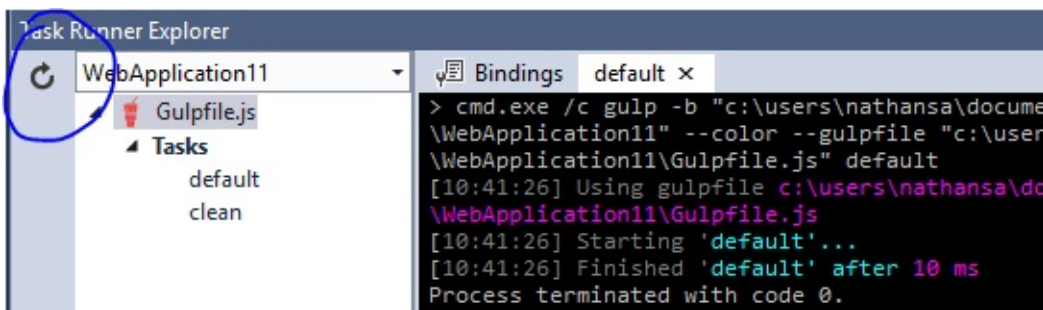 Task Runner Explorer
WebApplication11
Gulpfile.js
Tasks
default
clean
Bindings default ×
> cmd.exe /c gulp -b "c:\users\nathansa\docume
\WebApplication11" --color --gulpfile "c:\user
\WebApplication11\Gulpfile.js" default
[10:41:26] Using gulpfile c:\users\nathansa\do
\WebApplication11\Gulpfile.js
[10:41:26] Starting 'default'...
[10:41:26] Finished 'default' after 10 ms
Process terminated with code 0.